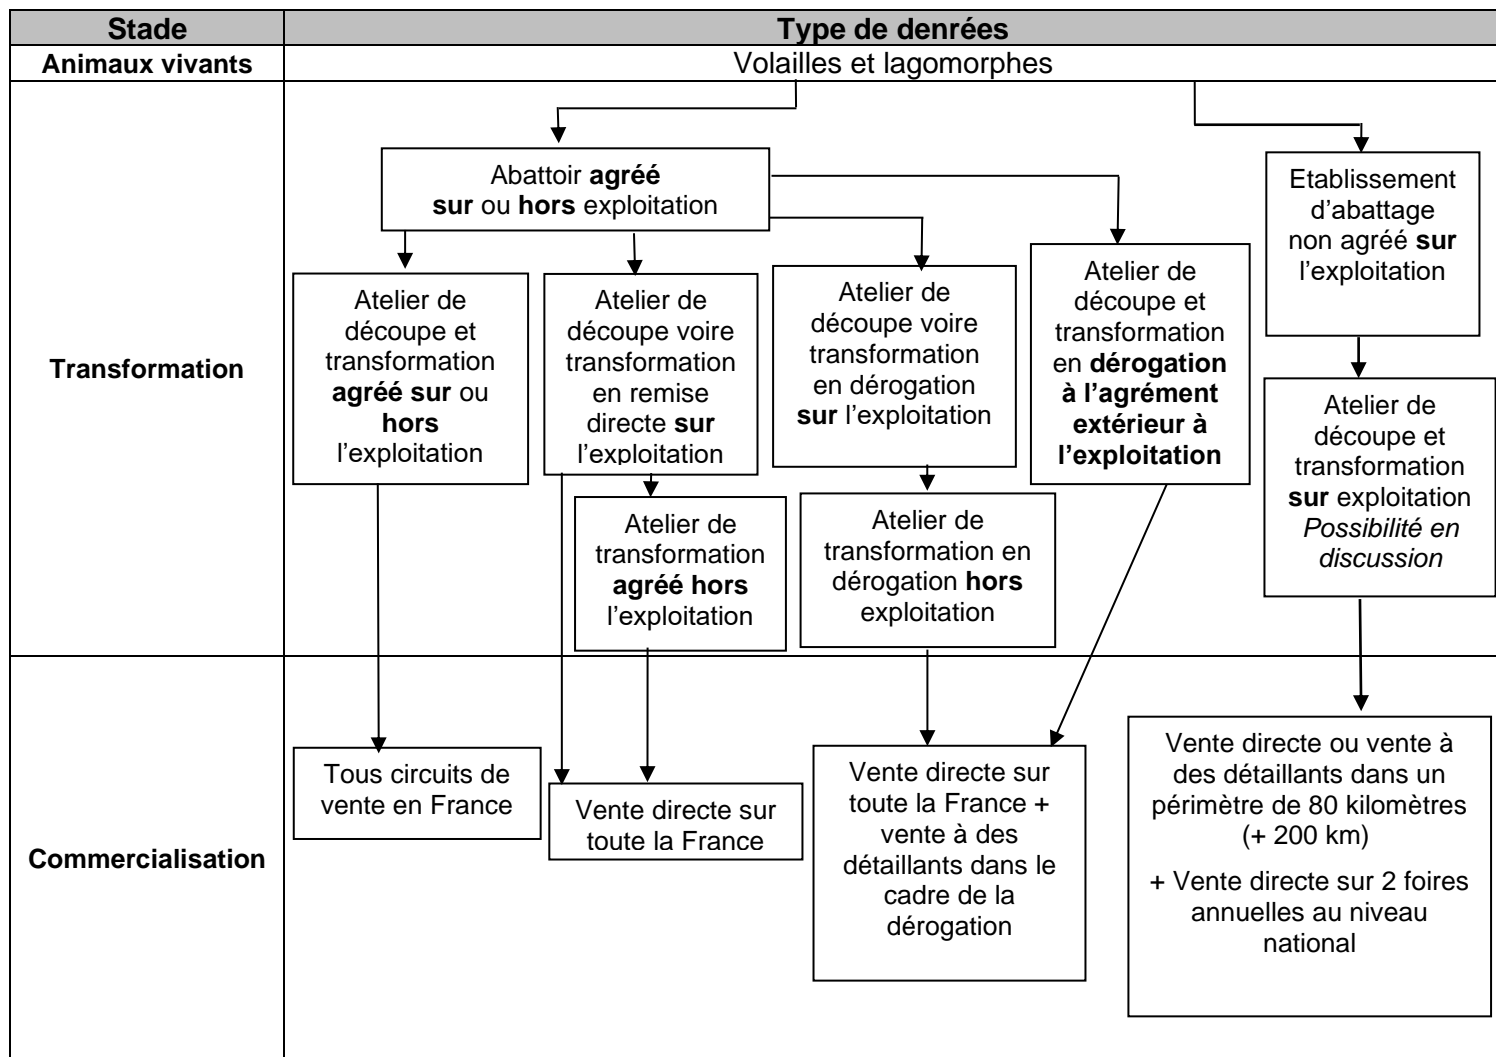 Stade
Type de denrées
Animaux vivants
Volailles et lagomorphes
Transformation
Abattoir agréé
sur ou hors exploitation
Etablissement
d’abattage
non agréé sur
l’exploitation
Atelier de
découpe et
transformation
agréé sur ou
hors
l’exploitation
Atelier de
découpe voire
transformation
en remise
directe sur
l’exploitation
Atelier de
découpe voire
transformation
en dérogation
sur l’exploitation
Atelier de
découpe et
transformation
en dérogation
à l’agrément
extérieur à
l’exploitation
Atelier de
découpe et
transformation
sur exploitation
Possibilité en
discussion
Atelier de
transformation
agréé hors
l’exploitation
Atelier de
transformation en
dérogation hors
exploitation
Commercialisation
Tous circuits de
vente en France
Vente directe sur
toute la France
Vente directe sur
toute la France +
vente à des
détaillants dans le
cadre de la
dérogation
Vente directe ou vente à
des détaillants dans un
périmètre de 80 kilomètres
(+ 200 km)
+ Vente directe sur 2 foires
annuelles au niveau
national